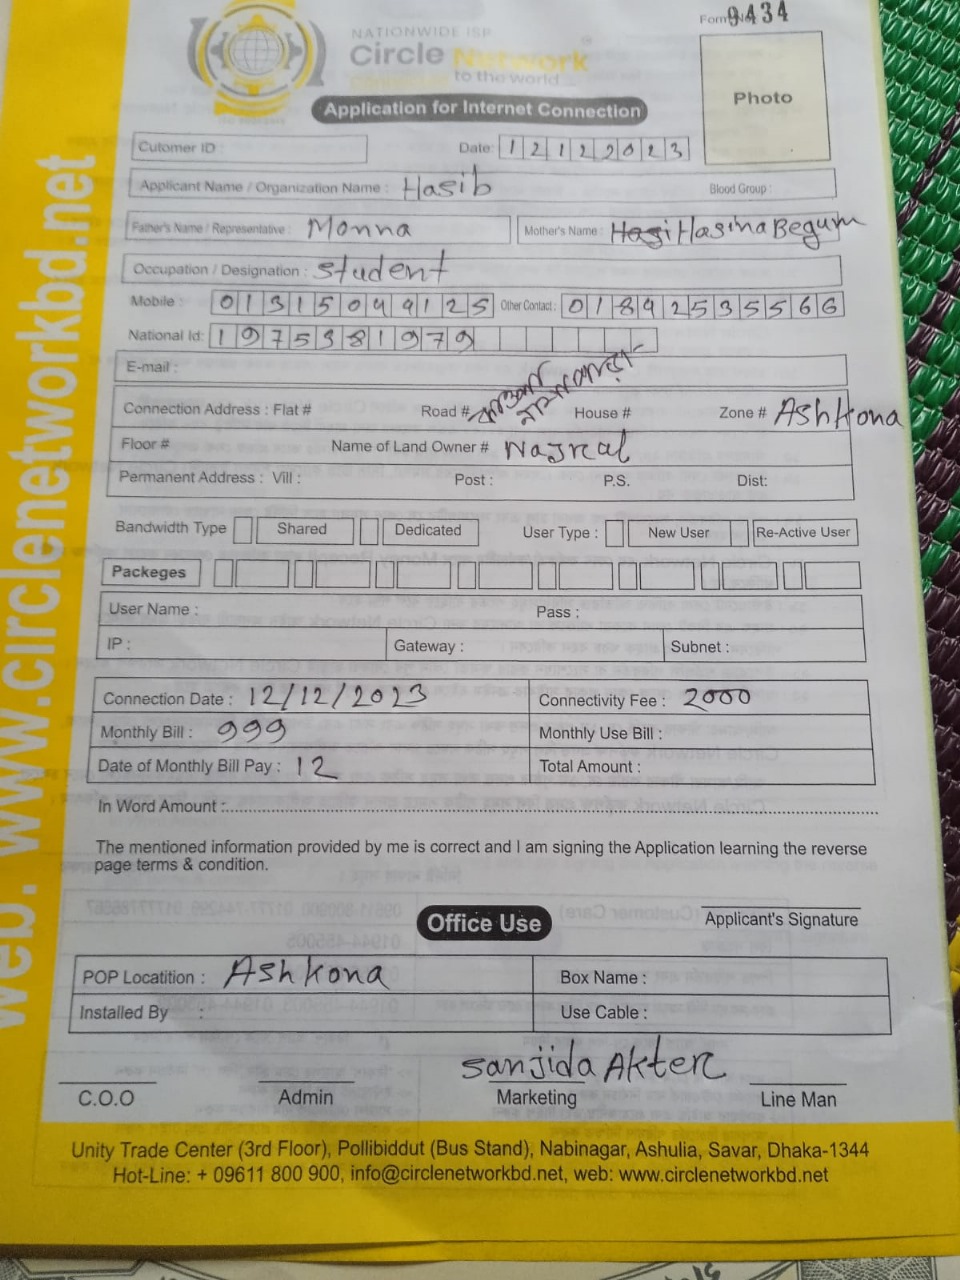 Form 9434
NATIONWIDE ISP
Circle Network
to the world
Application for Internet Connection
Photo
Cutomer ID :
Date: 12122023
Applicant Name / Organization Name : Hasib
Blood Group :
Father's Name / Representative : Monna
Mother's Name : Hasi Hasina Begum
Occupation / Designation : Student
Mobile : 01315049125 Other Contact : 01892535566
National Id: 1975381979
E-mail :
Connection Address : Flat # Road # House # Zone # Ashkona
Floor # Name of Land Owner #
Permanent Address : Vill : Post : P.S. Dist:
Bandwidth Type Shared Dedicated User Type : New User Re-Active User
Packeges
User Name : Pass :
IP : Gateway : Subnet :
Connection Date : 12/12/2023 Connectivity Fee : 2000
Monthly Bill : 999 Monthly Use Bill :
Date of Monthly Bill Pay : 12 Total Amount :
In Word Amount :
The mentioned information provided by me is correct and I am signing the Application learning the reverse
page terms & condition.
Office Use
Applicant's Signature
POP Locatition : Ashkona Box Name :
Installed By : Use Cable :
Sanjida Akter
C.O.O Admin Marketing Line Man
Unity Trade Center (3rd Floor), Pollibiddut (Bus Stand), Nabinagar, Ashulia, Savar, Dhaka-1344
Hot-Line: + 09611 800 900, info@circlenetworkbd.net, web: www.circlenetworkbd.net
web: www.circlenetworkbd.net